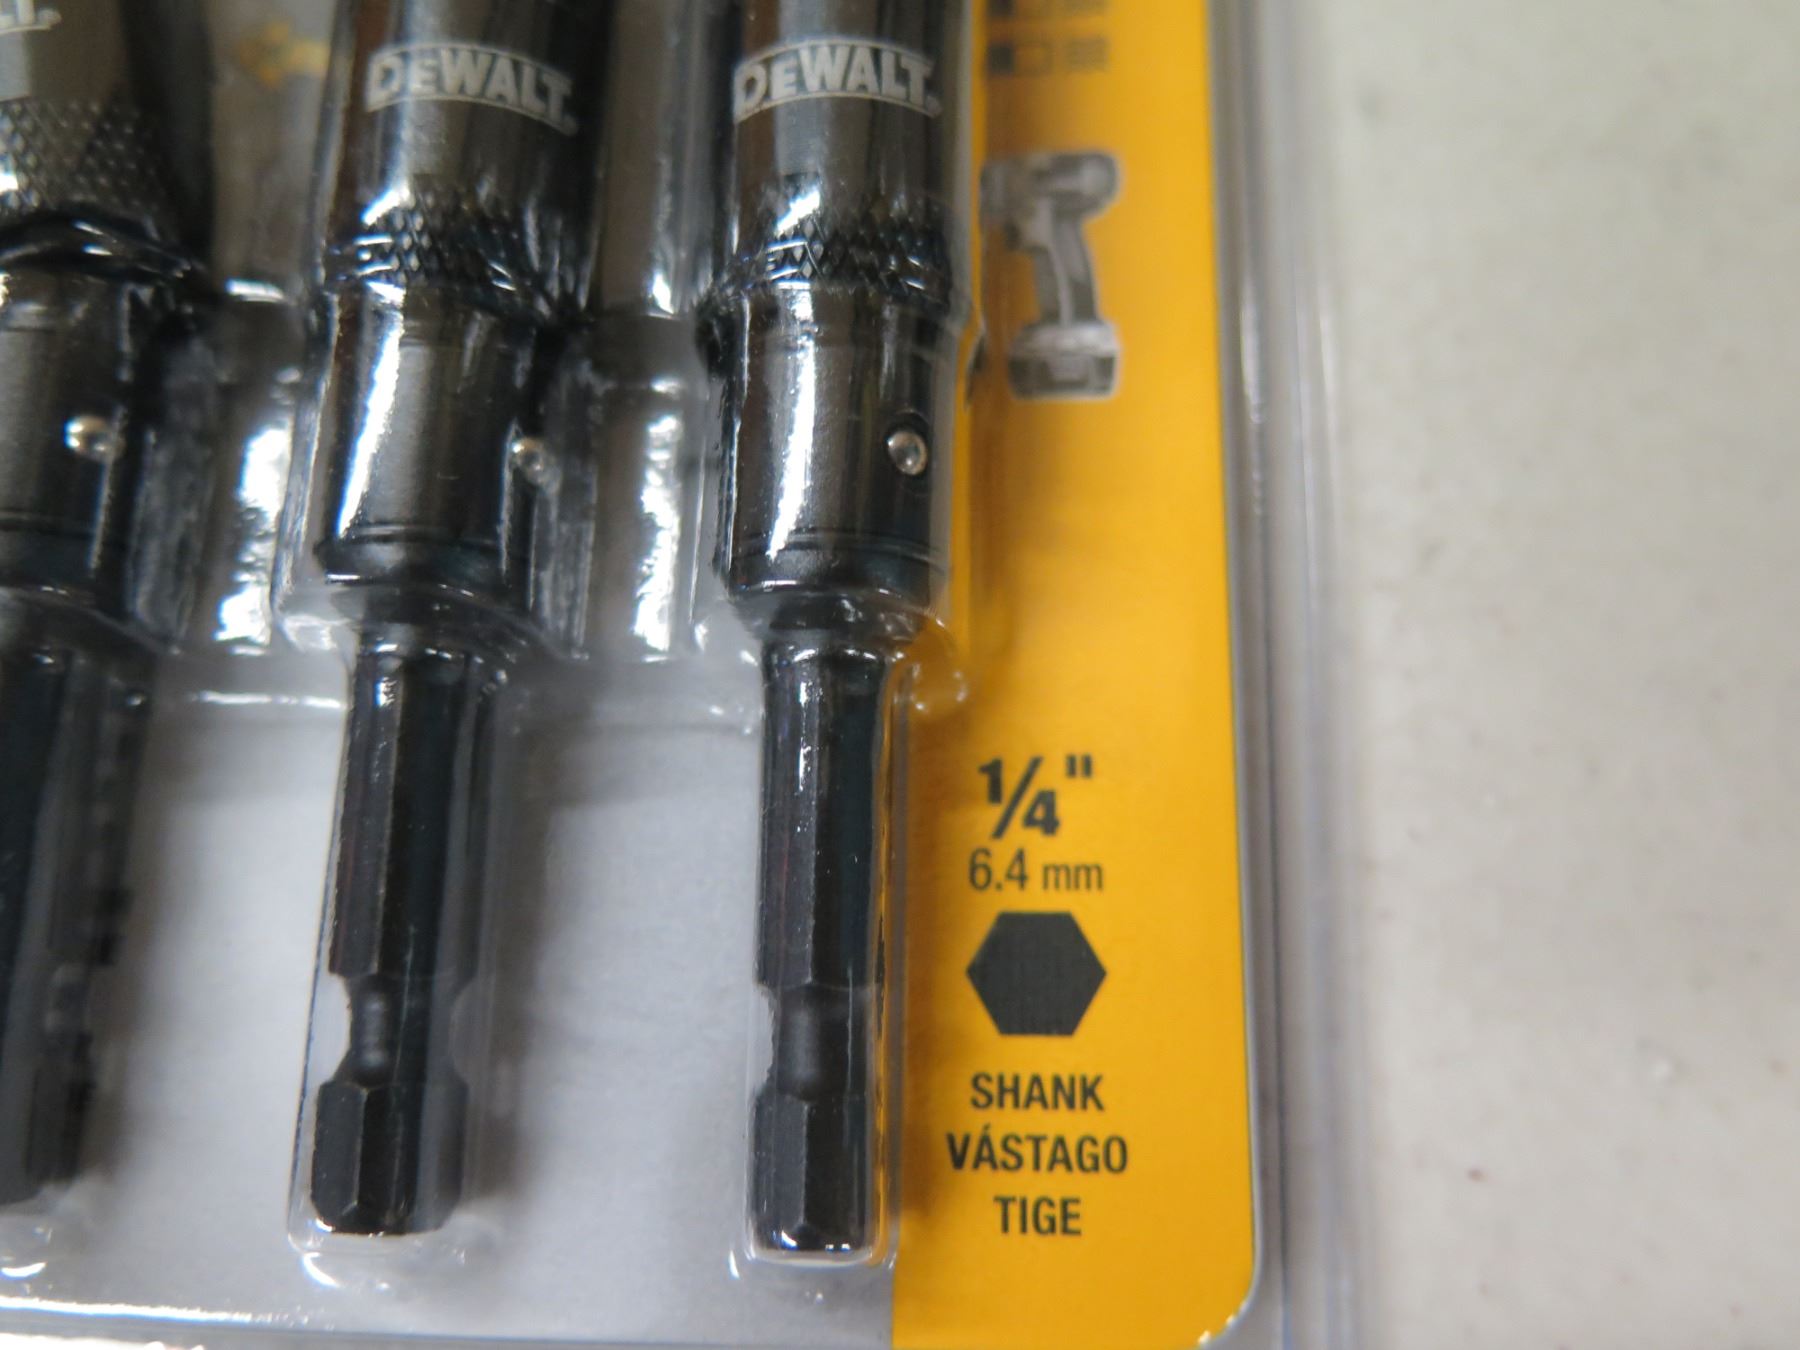 DEWALT
DEWALT
¼"
6.4 mm
SHANK
VÁSTAGO
TIGE